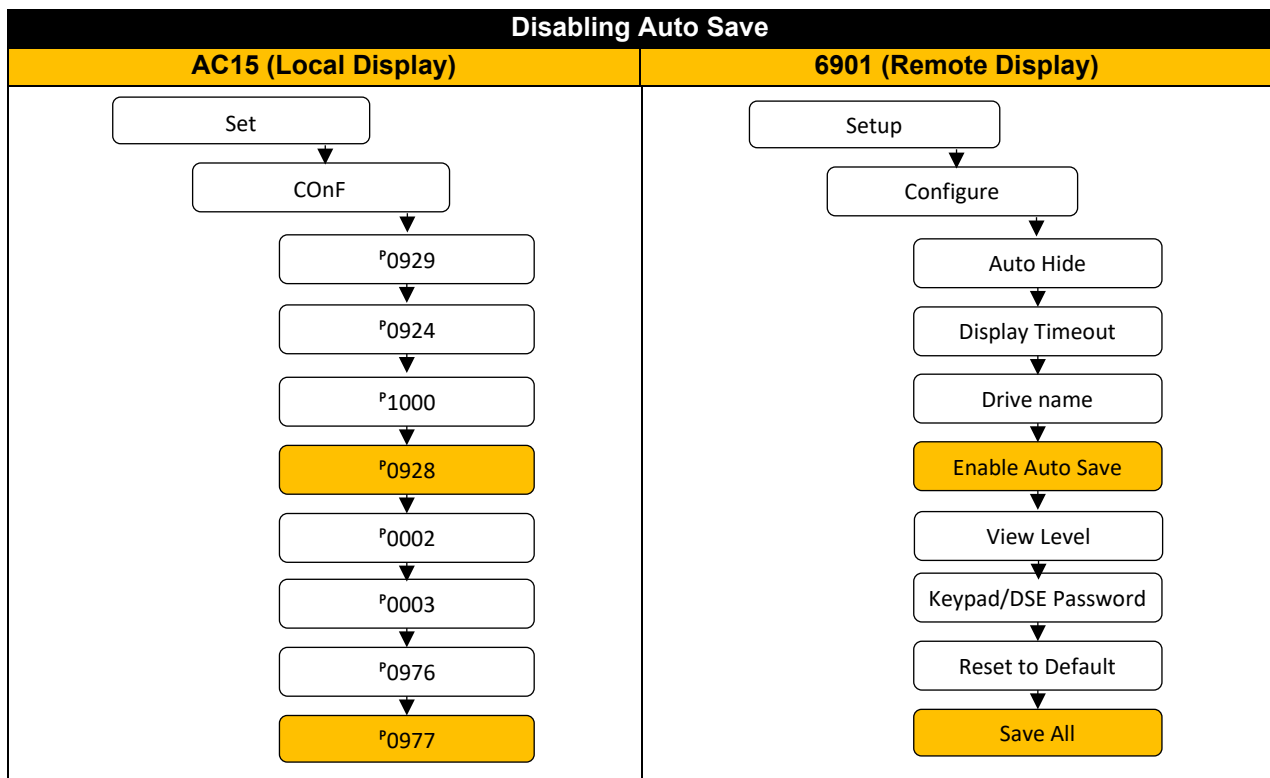 Disabling Auto Save
AC15 (Local Display)
6901 (Remote Display)
Set
COnF
ᴾ0929
ᴾ0924
ᴾ1000
ᴾ0928
ᴾ0002
ᴾ0003
ᴾ0976
ᴾ0977
Setup
Configure
Auto Hide
Display Timeout
Drive name
Enable Auto Save
View Level
Keypad/DSE Password
Reset to Default
Save All